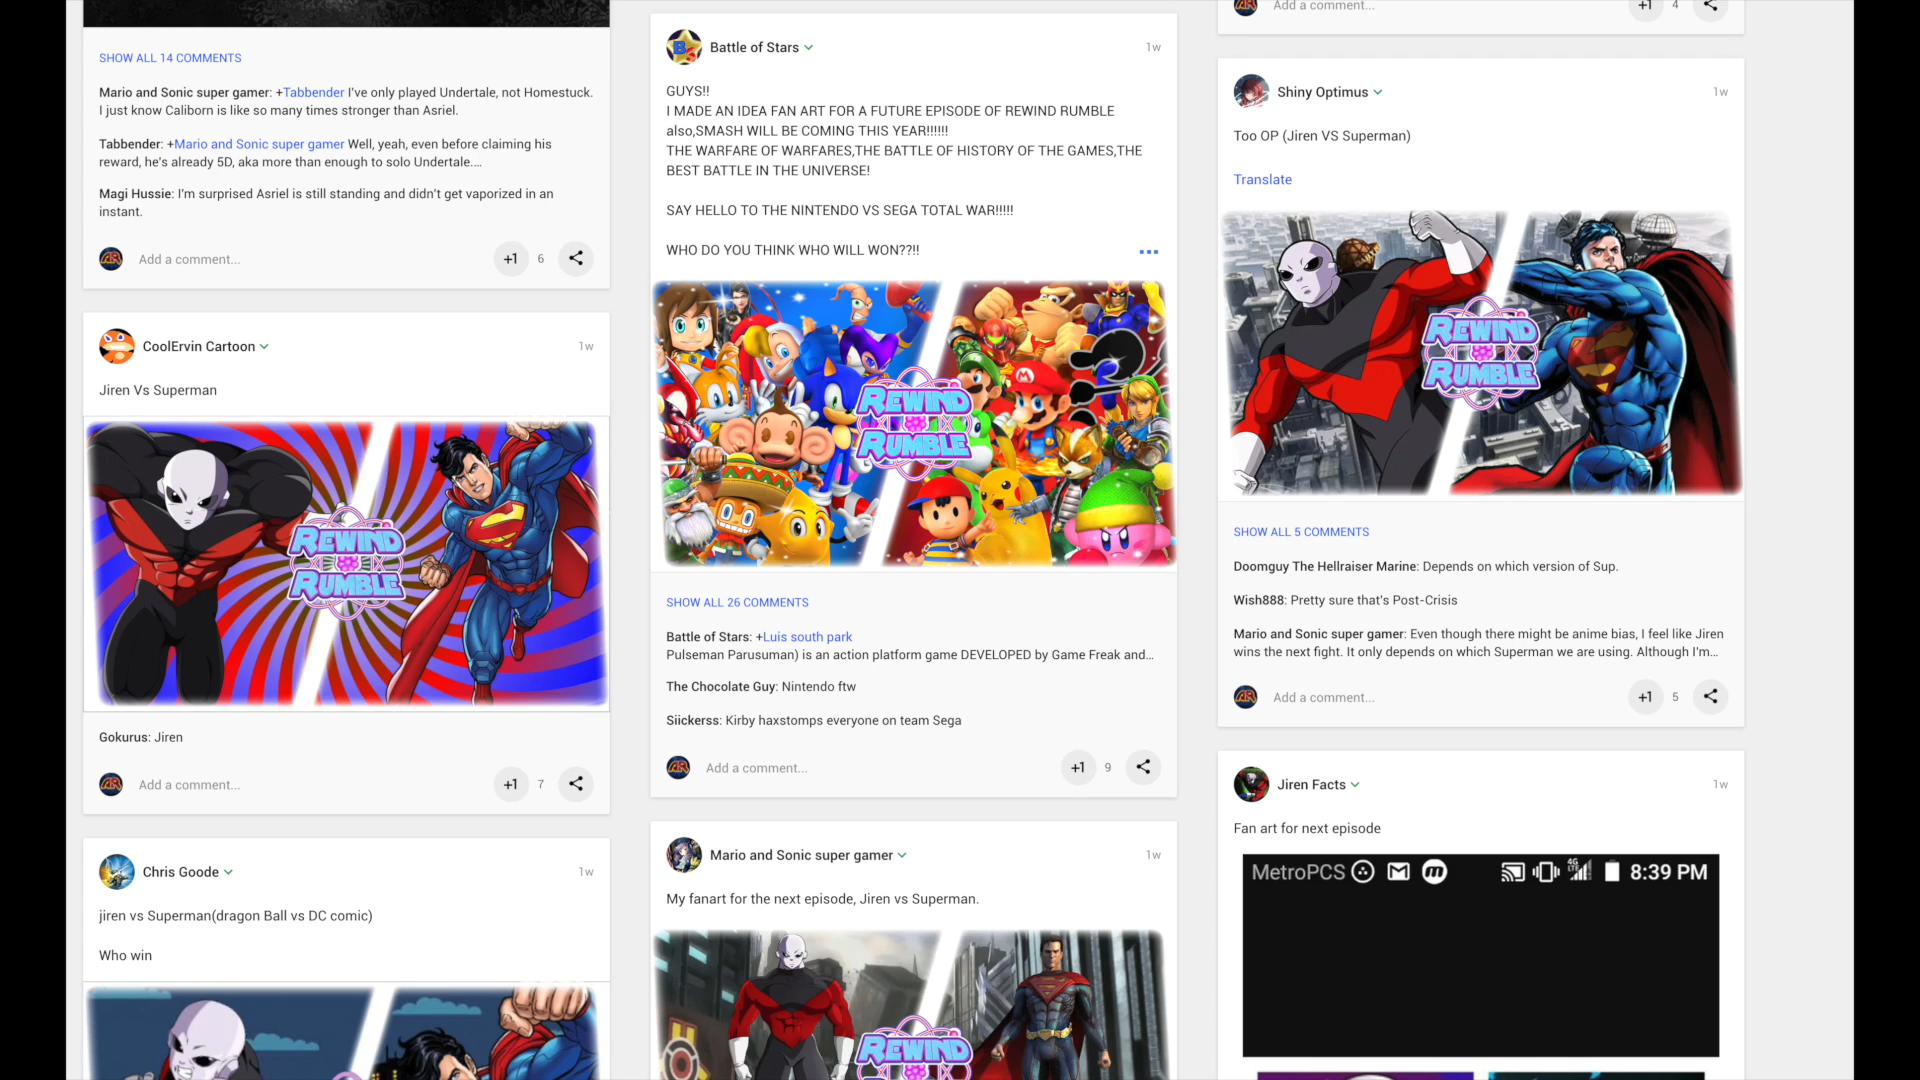 SHOW ALL 14 COMMENTS
Mario and Sonic super gamer: +Tabbender I've only played Undertale, not Homestuck.
I just know Caliborn is like so many times stronger than Asriel.
Tabbender: +Mario and Sonic super gamer Well, yeah, even before claiming his
reward, he's already 5D, aka more than enough to solo Undertale....
Magi Hussie: I'm surprised Asriel is still standing and didn't get vaporized in an
instant.
AR
Add a comment...
+1
6
CoolErvin Cartoon
1w
Jiren Vs Superman
REWIND
RUMBLE
Gokurus: Jiren
AR
Add a comment...
+1
7
Chris Goode
1w
jiren vs Superman(dragon Ball vs DC comic)
Who win
Battle of Stars
1w
GUYS!!
I MADE AN IDEA FAN ART FOR A FUTURE EPISODE OF REWIND RUMBLE
also,SMASH WILL BE COMING THIS YEAR!!!!!!
THE WARFARE OF WARFARES,THE BATTLE OF HISTORY OF THE GAMES,THE
BEST BATTLE IN THE UNIVERSE!
SAY HELLO TO THE NINTENDO VS SEGA TOTAL WAR!!!!!
WHO DO YOU THINK WHO WILL WON??!!
REWIND
RUMBLE
SHOW ALL 26 COMMENTS
Battle of Stars: +Luis south park
Pulseman Parusuman) is an action platform game DEVELOPED by Game Freak and...
The Chocolate Guy: Nintendo ftw
Siickerss: Kirby haxstomps everyone on team Sega
AR
Add a comment...
+1
9
Mario and Sonic super gamer
1w
My fanart for the next episode, Jiren vs Superman.
REWIND
AR
Add a comment...
+1
4
Shiny Optimus
1w
Too OP (Jiren VS Superman)
Translate
REWIND
RUMBLE
SHOW ALL 5 COMMENTS
Doomguy The Hellraiser Marine: Depends on which version of Sup.
Wish888: Pretty sure that's Post-Crisis
Mario and Sonic super gamer: Even though there might be anime bias, I feel like Jiren
wins the next fight. It only depends on which Superman we are using. Although I'm...
AR
Add a comment...
+1
5
Jiren Facts
1w
Fan art for next episode
MetroPCS
4G
LTE
8:39 PM